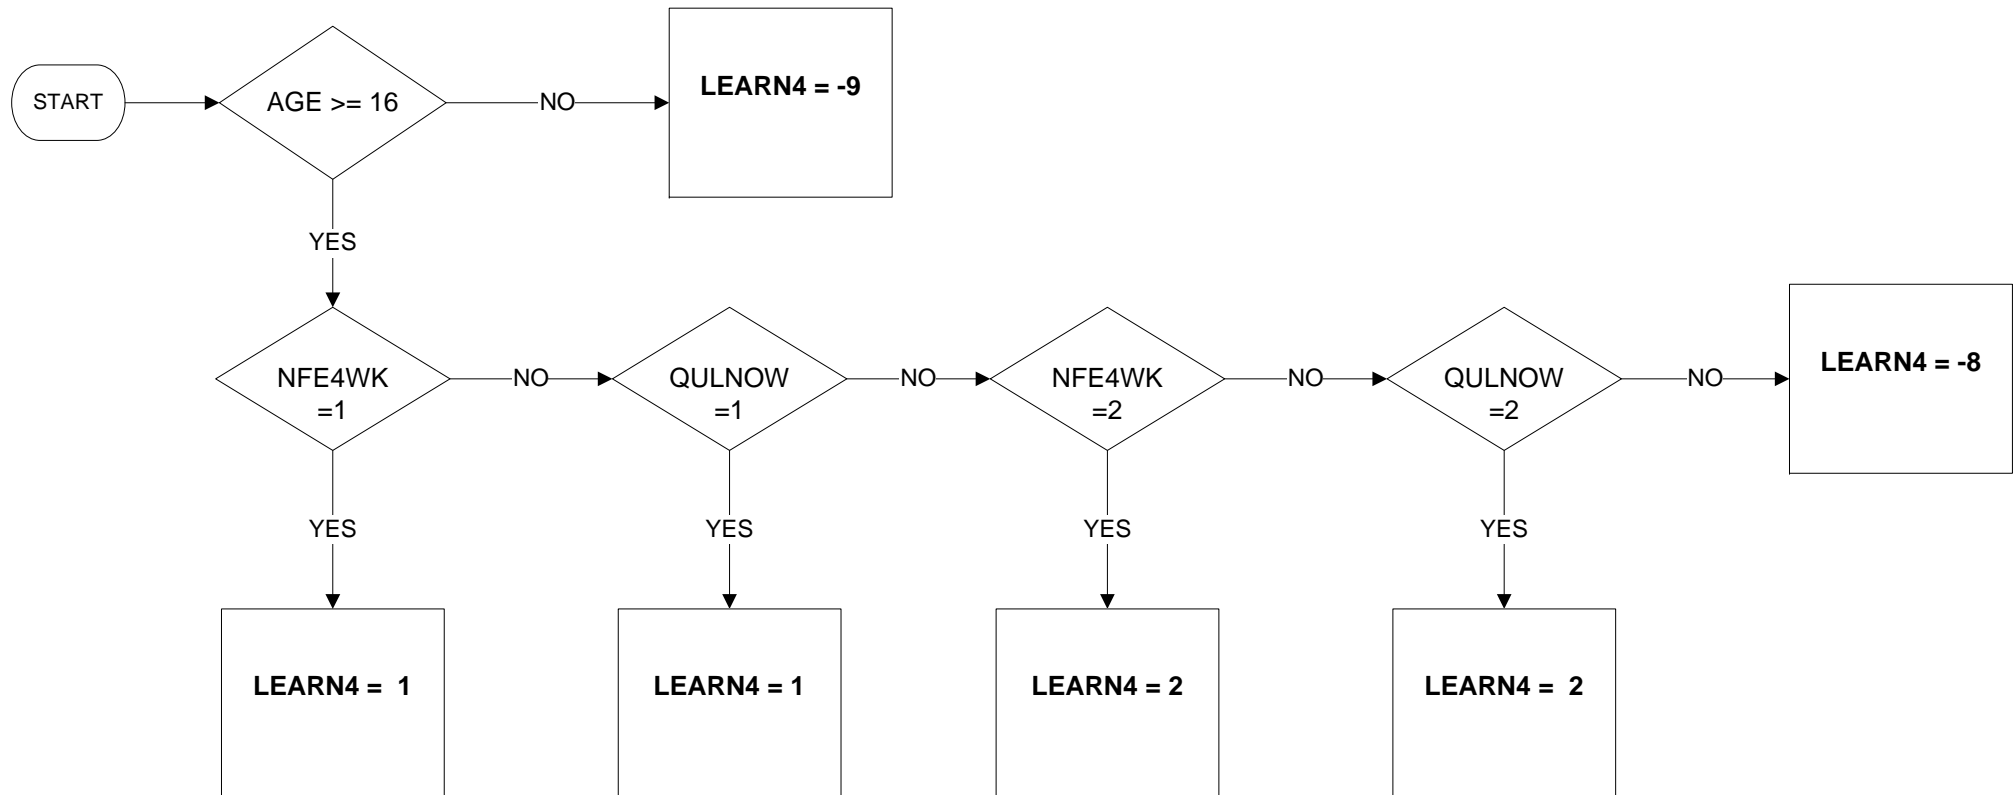 START
AGE >= 16
NO
LEARN4 = -9
YES
NFE4WK
=1
NO
QULNOW
=1
NO
NFE4WK
=2
NO
QULNOW
=2
NO
LEARN4 = -8
YES
YES
YES
YES
LEARN4 =  1
LEARN4 = 1
LEARN4 = 2
LEARN4 =  2